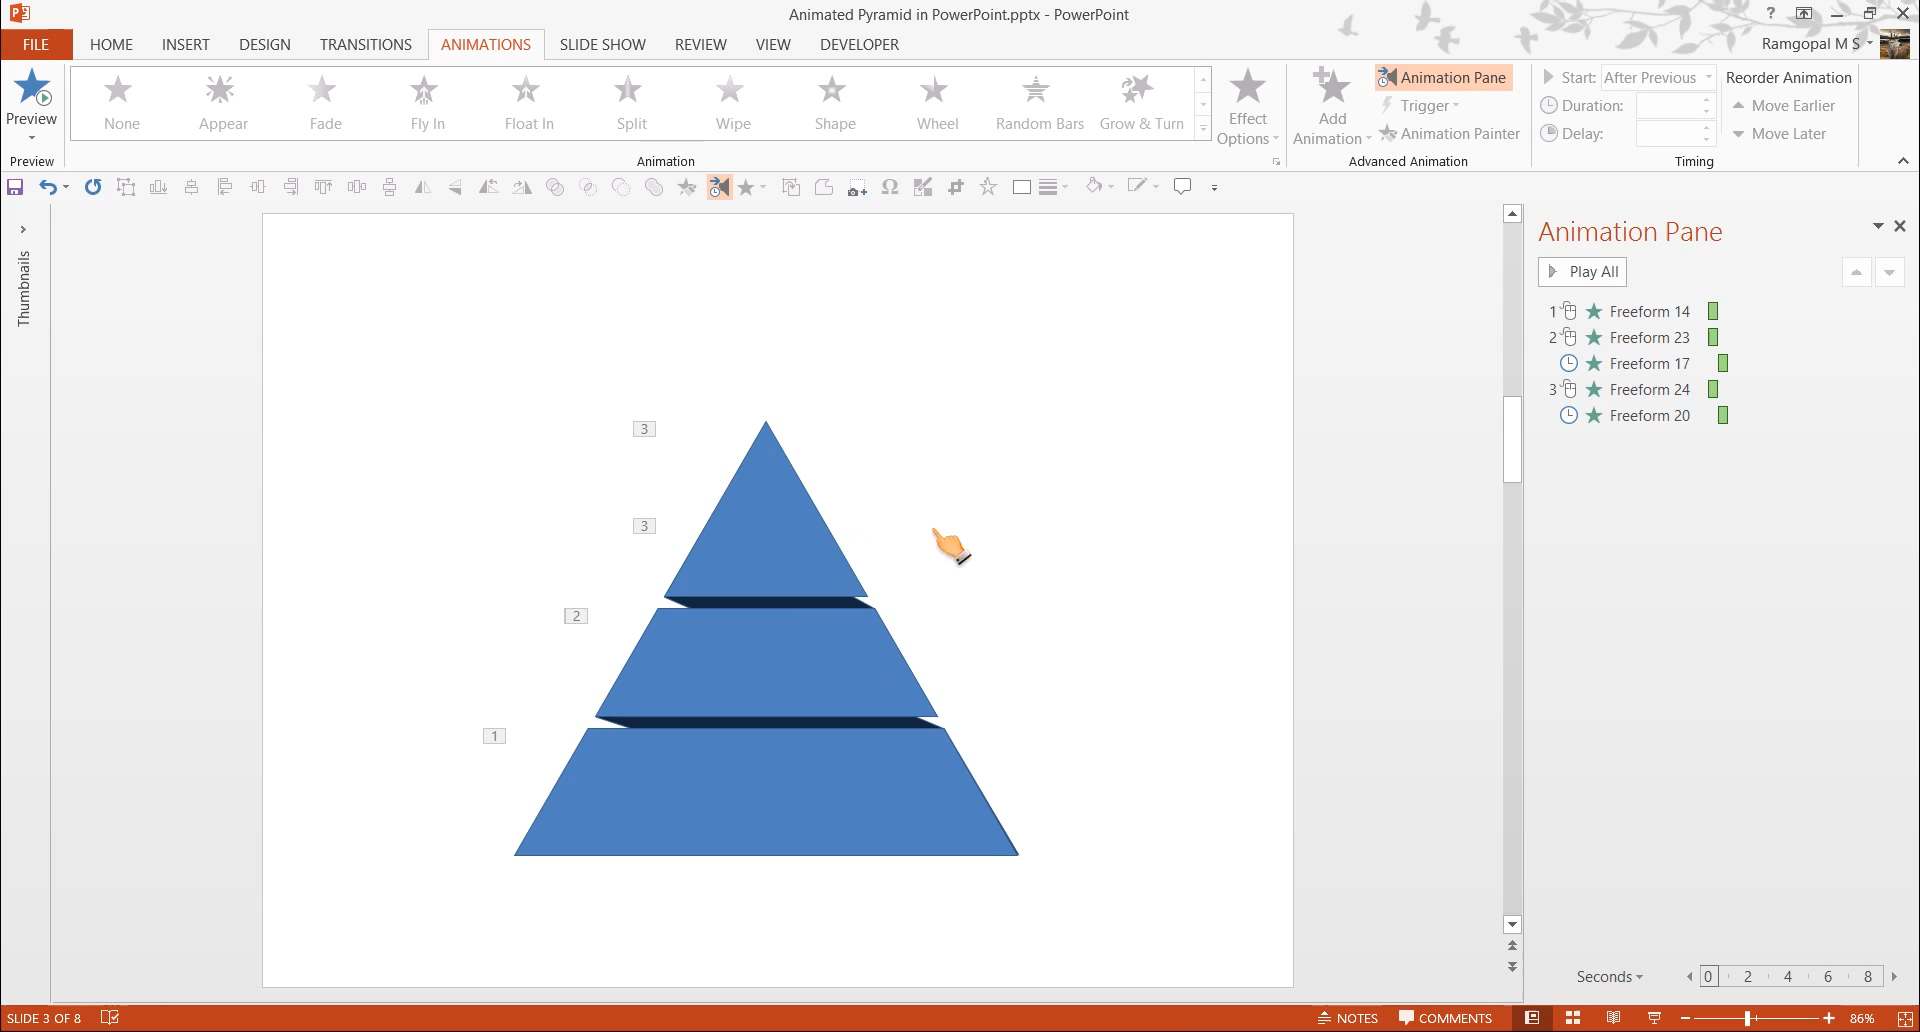 Animated Pyramid in PowerPoint.pptx - PowerPoint
?
FILE HOME INSERT DESIGN TRANSITIONS ANIMATIONS SLIDE SHOW REVIEW VIEW DEVELOPER
Ramgopal M S
Preview
Preview
None Appear Fade Fly In Float In Split Wipe Shape Wheel Random Bars Grow & Turn
Animation
Effect
Options
Add
Animation
Animation Pane
Trigger
Animation Painter
Advanced Animation
Start: After Previous
Duration:
Delay:
Timing
Reorder Animation
Move Earlier
Move Later
Thumbnails
3
3
2
1
Animation Pane
Play All
1 Freeform 14
2 Freeform 23
Freeform 17
3 Freeform 24
Freeform 20
Seconds 0 2 4 6 8
SLIDE 3 OF 8
NOTES COMMENTS 86%